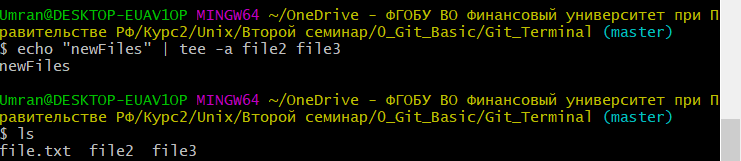 Umran@DESKTOP-EUAV1OP MINGW64 ~/OneDrive - ФГОБУ ВО Финансовый университет при П
равительстве РФ/Курс2/Unix/Второй семинар/O_Git_Basic/Git_Terminal (master)
$ echo "newFiles" | tee -a file2 file3
newFiles
Umran@DESKTOP-EUAV1OP MINGW64 ~/OneDrive - ФГОБУ ВО Финансовый университет при П
равительстве РФ/Курс2/Unix/Второй семинар/O_Git_Basic/Git_Terminal (master)
$ ls
file.txt  file2  file3